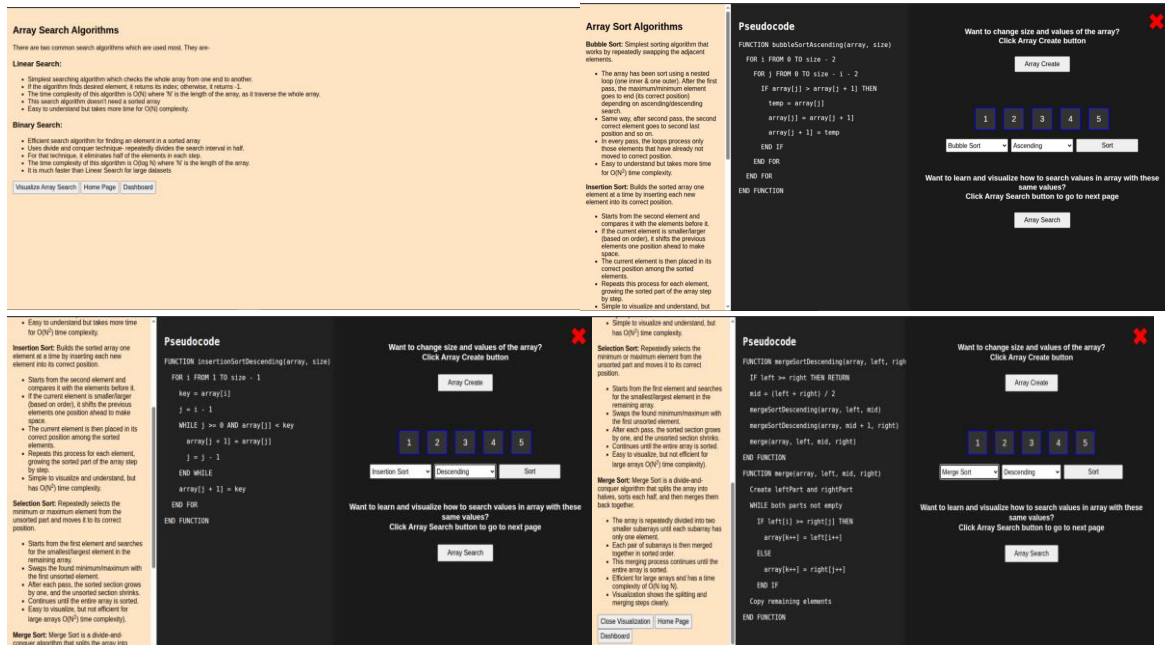 Array Search Algorithms
There are two common search algorithms which are used most. They are-
Linear Search:
Simplest searching algorithm which checks the whole array from one end to another.
If the algorithm finds desired element, it returns its index; otherwise, it returns -1.
The time complexity of this algorithm is O(N) where 'N' is the length of the array, as it traverse the whole array.
This search algorithm doesn't need a sorted array
Easy to understand but takes more time for O(N) complexity.
Binary Search:
Efficient search algorithm for finding an element in a sorted array
Uses divide and conquer technique- repeatedly divides the search interval in half.
For that technique, it eliminates half of the elements in each step.
The time complexity of this algorithm is O(log N) where 'N' is the length of the array.
It is much faster than Linear Search for large datasets
Visualize Array Search Home Page Dashboard
Array Sort Algorithms
Bubble Sort: Simplest sorting algorithm that
works by repeatedly swapping the adjacent
elements.
The array has been sort using a nested
loop (one inner & one outer). After the first
pass, the maximum/minimum element
goes to end (its correct position)
depending on ascending/descending
search.
Same way, after second pass, the second
correct element goes to second last
position and so on.
In every pass, the loops process only
those elements that have already not
moved to correct position.
Easy to understand but takes more time
for O(N²) time complexity.
Insertion Sort: Builds the sorted array one
element at a time by inserting each new
element into its correct position.
Starts from the second element and
compares it with the elements before it.
If the current element is smaller/larger
(based on order), it shifts the previous
elements one position ahead to make
space.
The current element is then placed in its
correct position among the sorted
elements.
Repeats this process for each element,
growing the sorted part of the array step
by step.
Simple to visualize and understand, but
Pseudocode
FUNCTION bubbleSortAscending(array, size)
FOR i FROM 0 TO size - 2
FOR j FROM 0 TO size - i - 2
IF array[j] > array[j + 1] THEN
temp = array[j]
array[j] = array[j + 1]
array[j + 1] = temp
END IF
END FOR
END FOR
END FUNCTION
Want to change size and values of the array?
Click Array Create button
Array Create
1 2 3 4 5
Bubble Sort Ascending Sort
Want to learn and visualize how to search values in array with these
same values?
Click Array Search button to go to next page
Array Search
Easy to understand but takes more time
for O(N²) time complexity.
Insertion Sort: Builds the sorted array one
element at a time by inserting each new
element into its correct position.
Starts from the second element and
compares it with the elements before it.
If the current element is smaller/larger
(based on order), it shifts the previous
elements one position ahead to make
space.
The current element is then placed in its
correct position among the sorted
elements.
Repeats this process for each element,
growing the sorted part of the array step
by step.
Simple to visualize and understand, but
has O(N²) time complexity.
Selection Sort: Repeatedly selects the
minimum or maximum element from the
unsorted part and moves it to its correct
position.
Starts from the first element and searches
for the smallest/largest element in the
remaining array.
Swaps the found minimum/maximum with
the first unsorted element.
After each pass, the sorted section grows
by one, and the unsorted section shrinks.
Continues until the entire array is sorted.
Easy to visualize, but not efficient for
large arrays O(N²) time complexity).
Merge Sort: Merge Sort is a divide-and-
conquer algorithm that splits the array into
Pseudocode
FUNCTION insertionSortDescending(array, size)
FOR i FROM 1 TO size - 1
key = array[i]
j = i - 1
WHILE j >= 0 AND array[j] < key
array[j + 1] = array[j]
j = j - 1
END WHILE
array[j + 1] = key
END FOR
END FUNCTION
Want to change size and values of the array?
Click Array Create button
Array Create
1 2 3 4 5
Insertion Sort Descending Sort
Want to learn and visualize how to search values in array with these
same values?
Click Array Search button to go to next page
Array Search
Simple to visualize and understand, but
has O(N²) time complexity.
Selection Sort: Repeatedly selects the
minimum or maximum element from the
unsorted part and moves it to its correct
position.
Starts from the first element and searches
for the smallest/largest element in the
remaining array.
Swaps the found minimum/maximum with
the first unsorted element.
After each pass, the sorted section grows
by one, and the unsorted section shrinks.
Continues until the entire array is sorted.
Easy to visualize, but not efficient for
large arrays O(N²) time complexity).
Merge Sort: Merge Sort is a divide-and-
conquer algorithm that splits the array into
halves, sorts each half, and then merges them
back together.
The array is repeatedly divided into two
smaller subarrays until each subarray has
only one element.
Each pair of subarrays is then merged
together in sorted order.
This merging process continues until the
entire array is sorted.
Efficient for large arrays and has a time
complexity of O(N log N).
Visualization shows the splitting and
merging steps clearly.
Close Visualization Home Page
Dashboard
Pseudocode
FUNCTION mergeSortDescending(array, left, righ
IF left >= right THEN RETURN
mid = (left + right) / 2
mergeSortDescending(array, left, mid)
mergeSortDescending(array, mid + 1, right)
merge(array, left, mid, right)
END FUNCTION
FUNCTION merge(array, left, mid, right)
Create leftPart and rightPart
WHILE both parts not empty
IF left[i] >= right[j] THEN
array[k++] = left[i++]
ELSE
array[k++] = right[j++]
END IF
Copy remaining elements
END FUNCTION
Want to change size and values of the array?
Click Array Create button
Array Create
1 2 3 4 5
Merge Sort Descending Sort
Want to learn and visualize how to search values in array with these
same values?
Click Array Search button to go to next page
Array Search